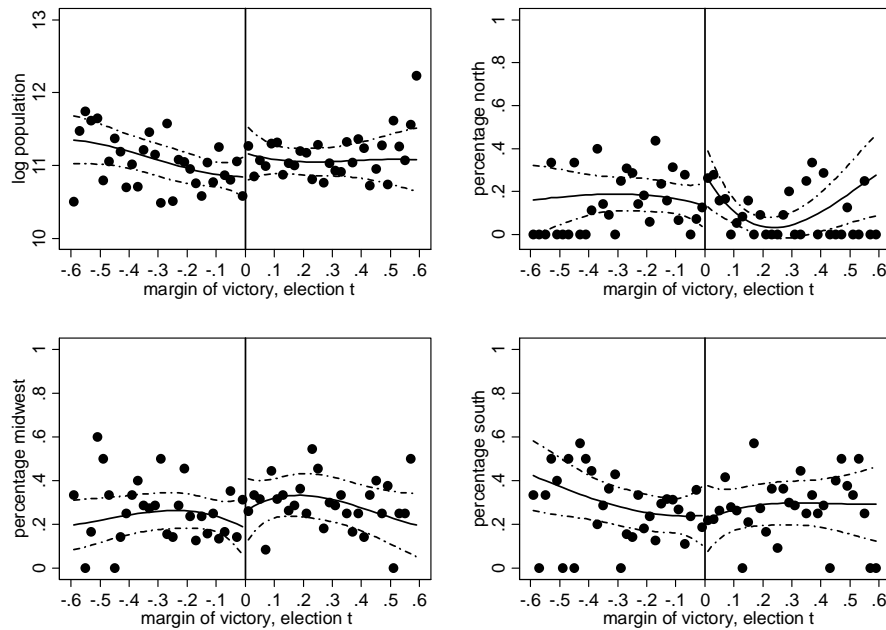 13
12
11
10
log population
-.6 -.5 -.4 -.3 -.2 -.1 0 .1 .2 .3 .4 .5 .6
margin of victory, election t
1
.8
.6
.4
.2
0
percentage north
-.6 -.5 -.4 -.3 -.2 -.1 0 .1 .2 .3 .4 .5 .6
margin of victory, election t
1
.8
.6
.4
.2
0
percentage midwest
-.6 -.5 -.4 -.3 -.2 -.1 0 .1 .2 .3 .4 .5 .6
margin of victory, election t
1
.8
.6
.4
.2
0
percentage south
-.6 -.5 -.4 -.3 -.2 -.1 0 .1 .2 .3 .4 .5 .6
margin of victory, election t